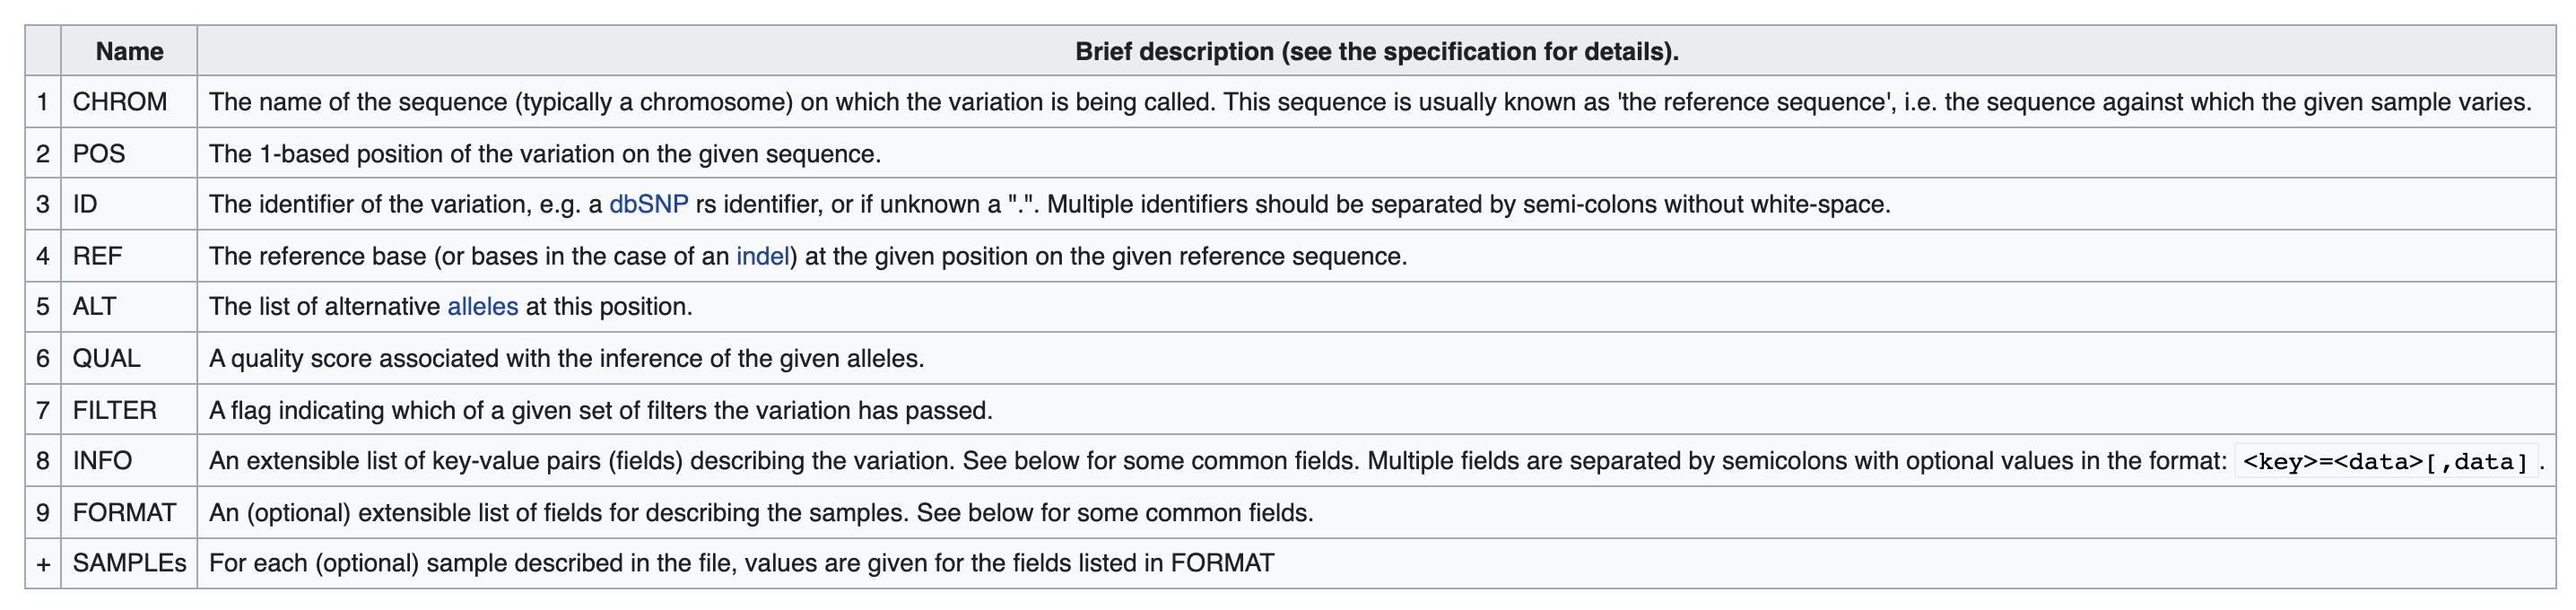 Name Brief description (see the specification for details).
1 CHROM The name of the sequence (typically a chromosome) on which the variation is being called. This sequence is usually known as 'the reference sequence', i.e. the sequence against which the given sample varies.
2 POS The 1-based position of the variation on the given sequence.
3 ID The identifier of the variation, e.g. a dbSNP rs identifier, or if unknown a ".". Multiple identifiers should be separated by semi-colons without white-space.
4 REF The reference base (or bases in the case of an indel) at the given position on the given reference sequence.
5 ALT The list of alternative alleles at this position.
6 QUAL A quality score associated with the inference of the given alleles.
7 FILTER A flag indicating which of a given set of filters the variation has passed.
8 INFO An extensible list of key-value pairs (fields) describing the variation. See below for some common fields. Multiple fields are separated by semicolons with optional values in the format: <key>=<data>[,data].
9 FORMAT An (optional) extensible list of fields for describing the samples. See below for some common fields.
+ SAMPLEs For each (optional) sample described in the file, values are given for the fields listed in FORMAT